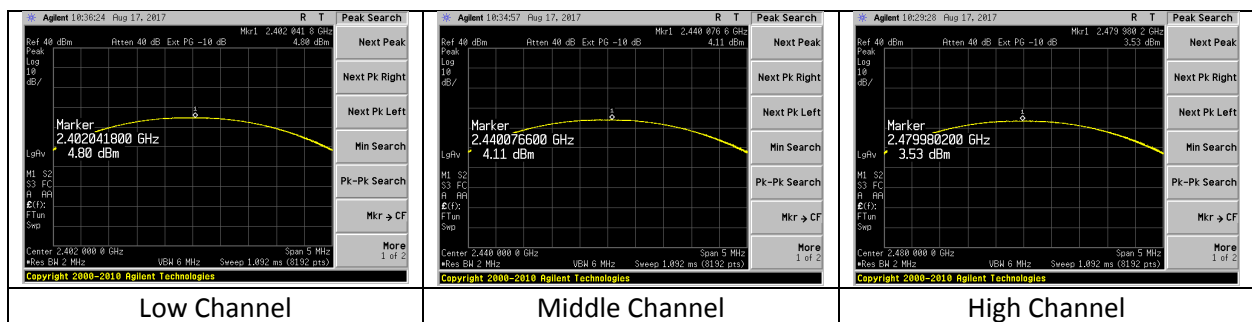 Agilent 10:36:24 Aug 17, 2017 R T Peak Search
Mkr1 2.402 041 8 GHz
Ref 40 dBm Atten 40 dB Ext PG -10 dB 4.80 dBm
Peak
Log
10
dB/
1
Marker
2.402041800 GHz
4.80 dBm
LgAv
M1 S2
S3 FC
A AA
£(f):
FTun
Swp
Center 2.402 000 0 GHz Span 5 MHz
*Res BW 2 MHz VBW 6 MHz Sweep 1.092 ms (8192 pts)
Copyright 2000-2010 Agilent Technologies
Next Peak
Next Pk Right
Next Pk Left
Min Search
Pk-Pk Search
Mkr → CF
More
1 of 2
Low Channel
Agilent 10:34:57 Aug 17, 2017 R T Peak Search
Mkr1 2.440 076 6 GHz
Ref 40 dBm Atten 40 dB Ext PG -10 dB 4.11 dBm
Peak
Log
10
dB/
1
Marker
2.440076600 GHz
4.11 dBm
LgAv
M1 S2
S3 FC
A AA
£(f):
FTun
Swp
Center 2.440 000 0 GHz Span 5 MHz
*Res BW 2 MHz VBW 6 MHz Sweep 1.092 ms (8192 pts)
Copyright 2000-2010 Agilent Technologies
Next Peak
Next Pk Right
Next Pk Left
Min Search
Pk-Pk Search
Mkr → CF
More
1 of 2
Middle Channel
Agilent 10:29:28 Aug 17, 2017 R T Peak Search
Mkr1 2.479 980 2 GHz
Ref 40 dBm Atten 40 dB Ext PG -10 dB 3.53 dBm
Peak
Log
10
dB/
1
Marker
2.479980200 GHz
3.53 dBm
LgAv
M1 S2
S3 FC
A AA
£(f):
FTun
Swp
Center 2.480 000 0 GHz Span 5 MHz
*Res BW 2 MHz VBW 6 MHz Sweep 1.092 ms (8192 pts)
Copyright 2000-2010 Agilent Technologies
Next Peak
Next Pk Right
Next Pk Left
Min Search
Pk-Pk Search
Mkr → CF
More
1 of 2
High Channel